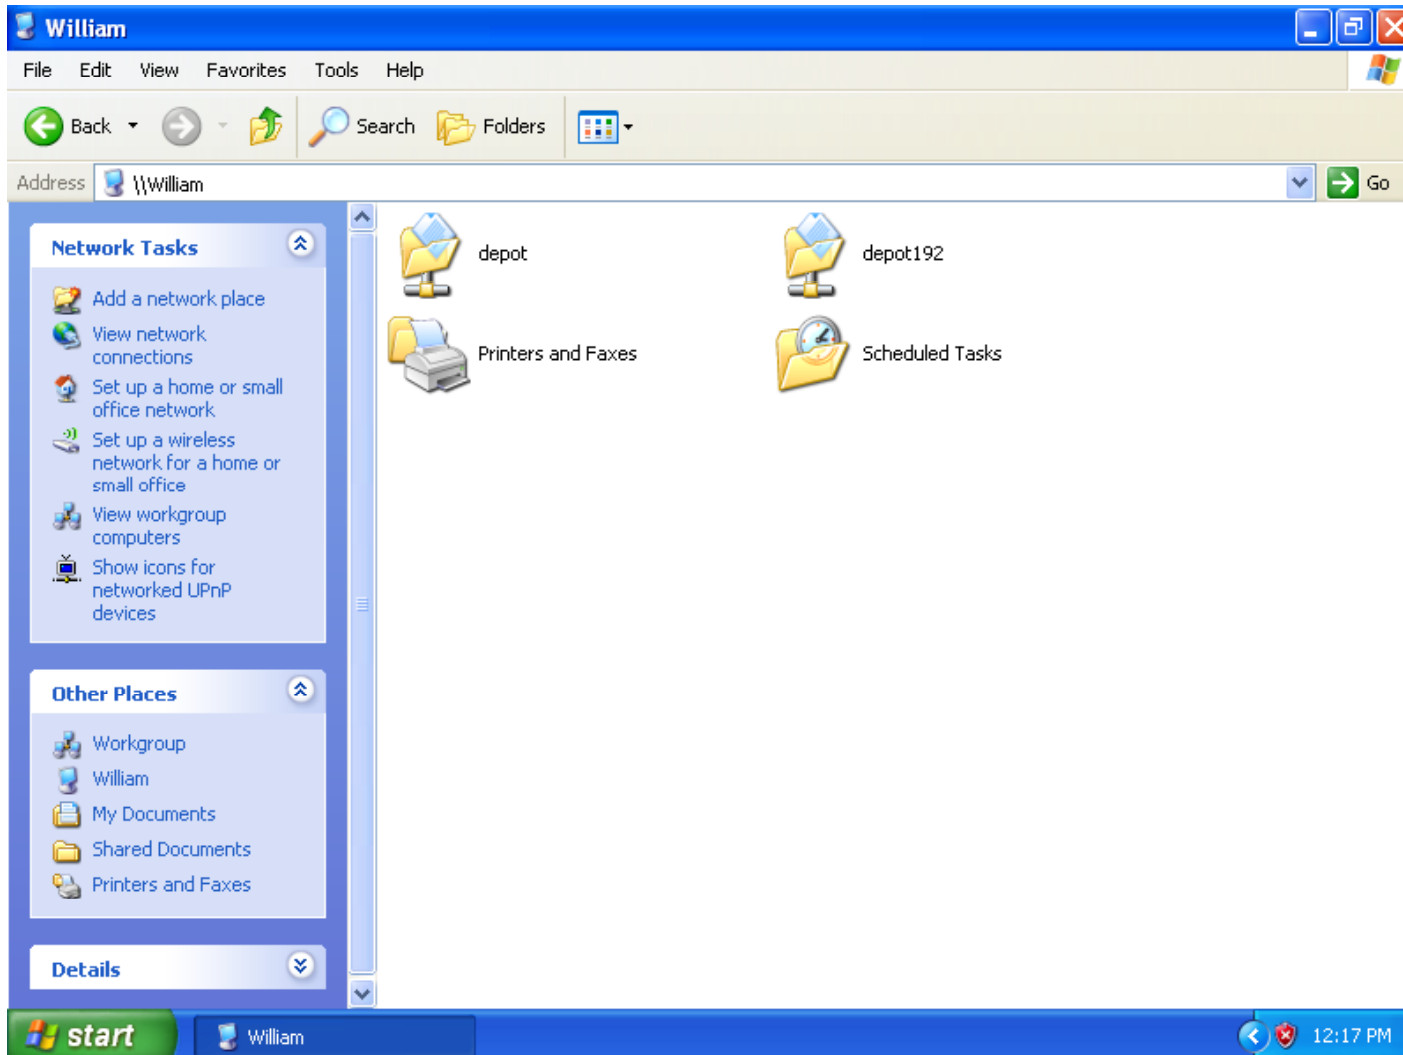 William
File Edit View Favorites Tools Help
Back Search Folders
Address \\William Go
Network Tasks
Add a network place
View network
connections
Set up a home or small
office network
Set up a wireless
network for a home or
small office
View workgroup
computers
Show icons for
networked UPnP
devices
Other Places
Workgroup
William
My Documents
Shared Documents
Printers and Faxes
Details
depot depot192
Printers and Faxes Scheduled Tasks
start William 12:17 PM